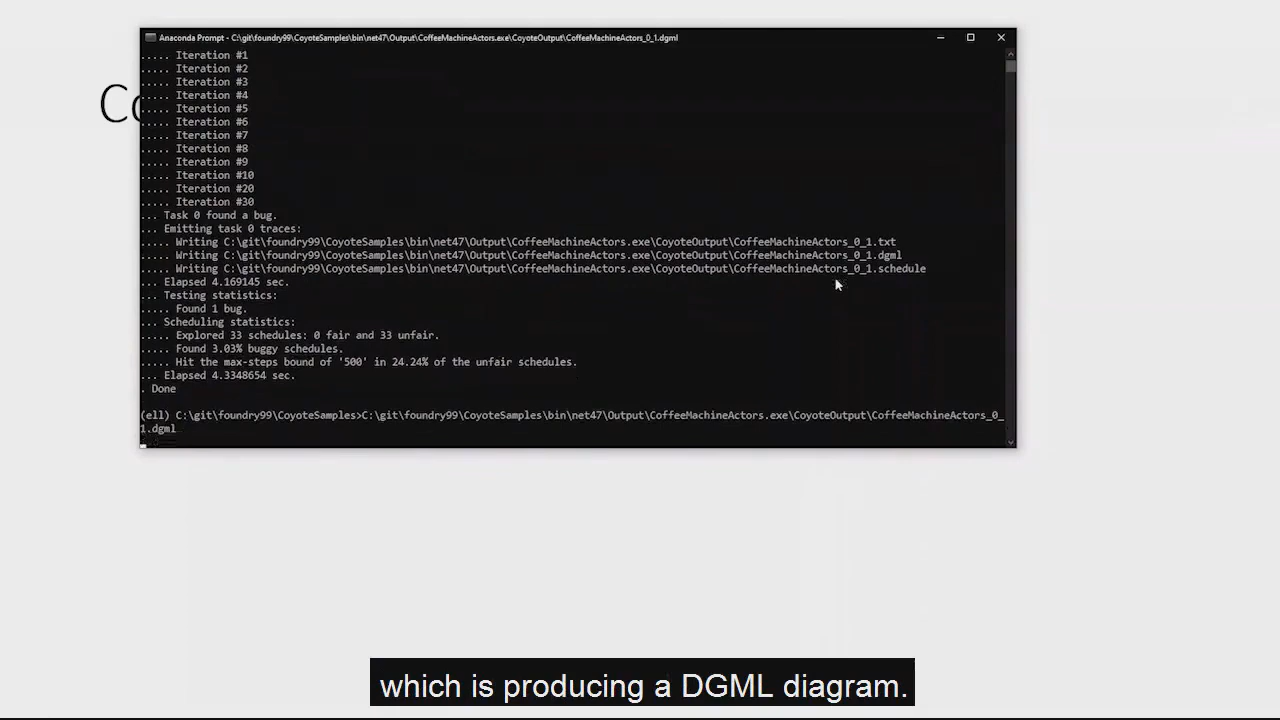 Anaconda Prompt - C:\git\foundry99\CoyoteSamples\bin\net47\Output\CoffeeMachineActors.exe\CoyoteOutput\CoffeeMachineActors_0_1.dgml
..... Iteration #1
..... Iteration #2
..... Iteration #3
..... Iteration #4
Co
..... Iteration #5
..... Iteration #6
..... Iteration #7
..... Iteration #8
..... Iteration #9
..... Iteration #10
..... Iteration #20
..... Iteration #30
... Task 0 found a bug.
... Emitting task 0 traces:
..... Writing C:\git\foundry99\CoyoteSamples\bin\net47\Output\CoffeeMachineActors.exe\CoyoteOutput\CoffeeMachineActors_0_1.txt
..... Writing C:\git\foundry99\CoyoteSamples\bin\net47\Output\CoffeeMachineActors.exe\CoyoteOutput\CoffeeMachineActors_0_1.dgml
..... Writing C:\git\foundry99\CoyoteSamples\bin\net47\Output\CoffeeMachineActors.exe\CoyoteOutput\CoffeeMachineActors_0_1.schedule
... Elapsed 4.169145 sec.
... Testing statistics:
..... Found 1 bug.
... Scheduling statistics:
..... Explored 33 schedules: 0 fair and 33 unfair.
..... Found 3.03% buggy schedules.
..... Hit the max-steps bound of '500' in 24.24% of the unfair schedules.
... Elapsed 4.3348654 sec.
. Done
(ell) C:\git\foundry99\CoyoteSamples>C:\git\foundry99\CoyoteSamples\bin\net47\Output\CoffeeMachineActors.exe\CoyoteOutput\CoffeeMachineActors_0_
1.dgml
which is producing a DGML diagram.